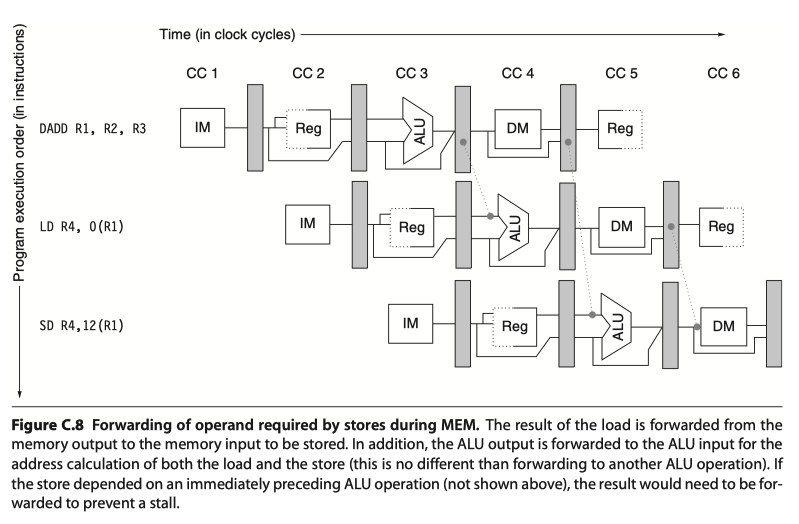 Time (in clock cycles)
CC 1 CC 2 CC 3 CC 4 CC 5 CC 6
Program execution order (in instructions)
DADD R1, R2, R3
IM Reg ALU DM Reg
LD R4, 0(R1)
IM Reg ALU DM Reg
SD R4,12(R1)
IM Reg ALU DM
Figure C.8 Forwarding of operand required by stores during MEM. The result of the load is forwarded from the
memory output to the memory input to be stored. In addition, the ALU output is forwarded to the ALU input for the
address calculation of both the load and the store (this is no different than forwarding to another ALU operation). If
the store depended on an immediately preceding ALU operation (not shown above), the result would need to be for-
warded to prevent a stall.